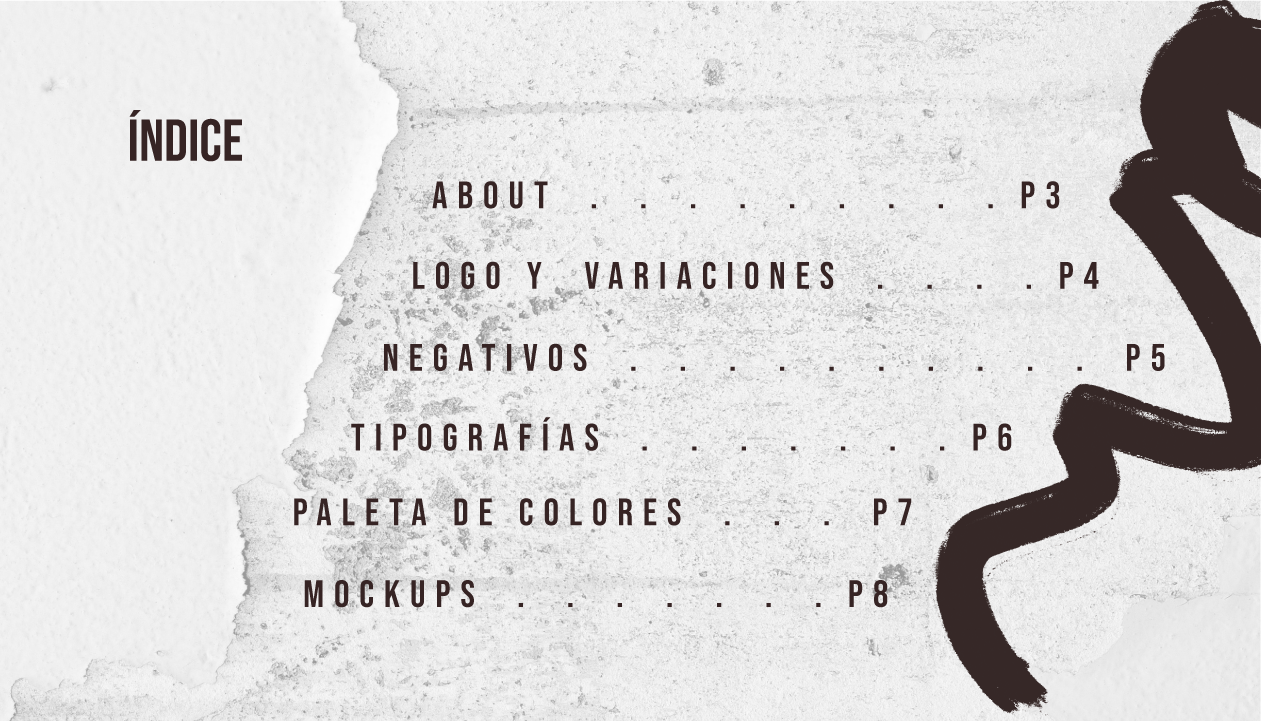 ÍNDICE
ABOUT . . . . . . . . . P3
LOGO Y VARIACIONES . . . . P4
NEGATIVOS . . . . . . . . . . P5
TIPOGRAFÍAS . . . . . . . P6
PALETA DE COLORES . . . P7
MOCKUPS . . . . . . . P8